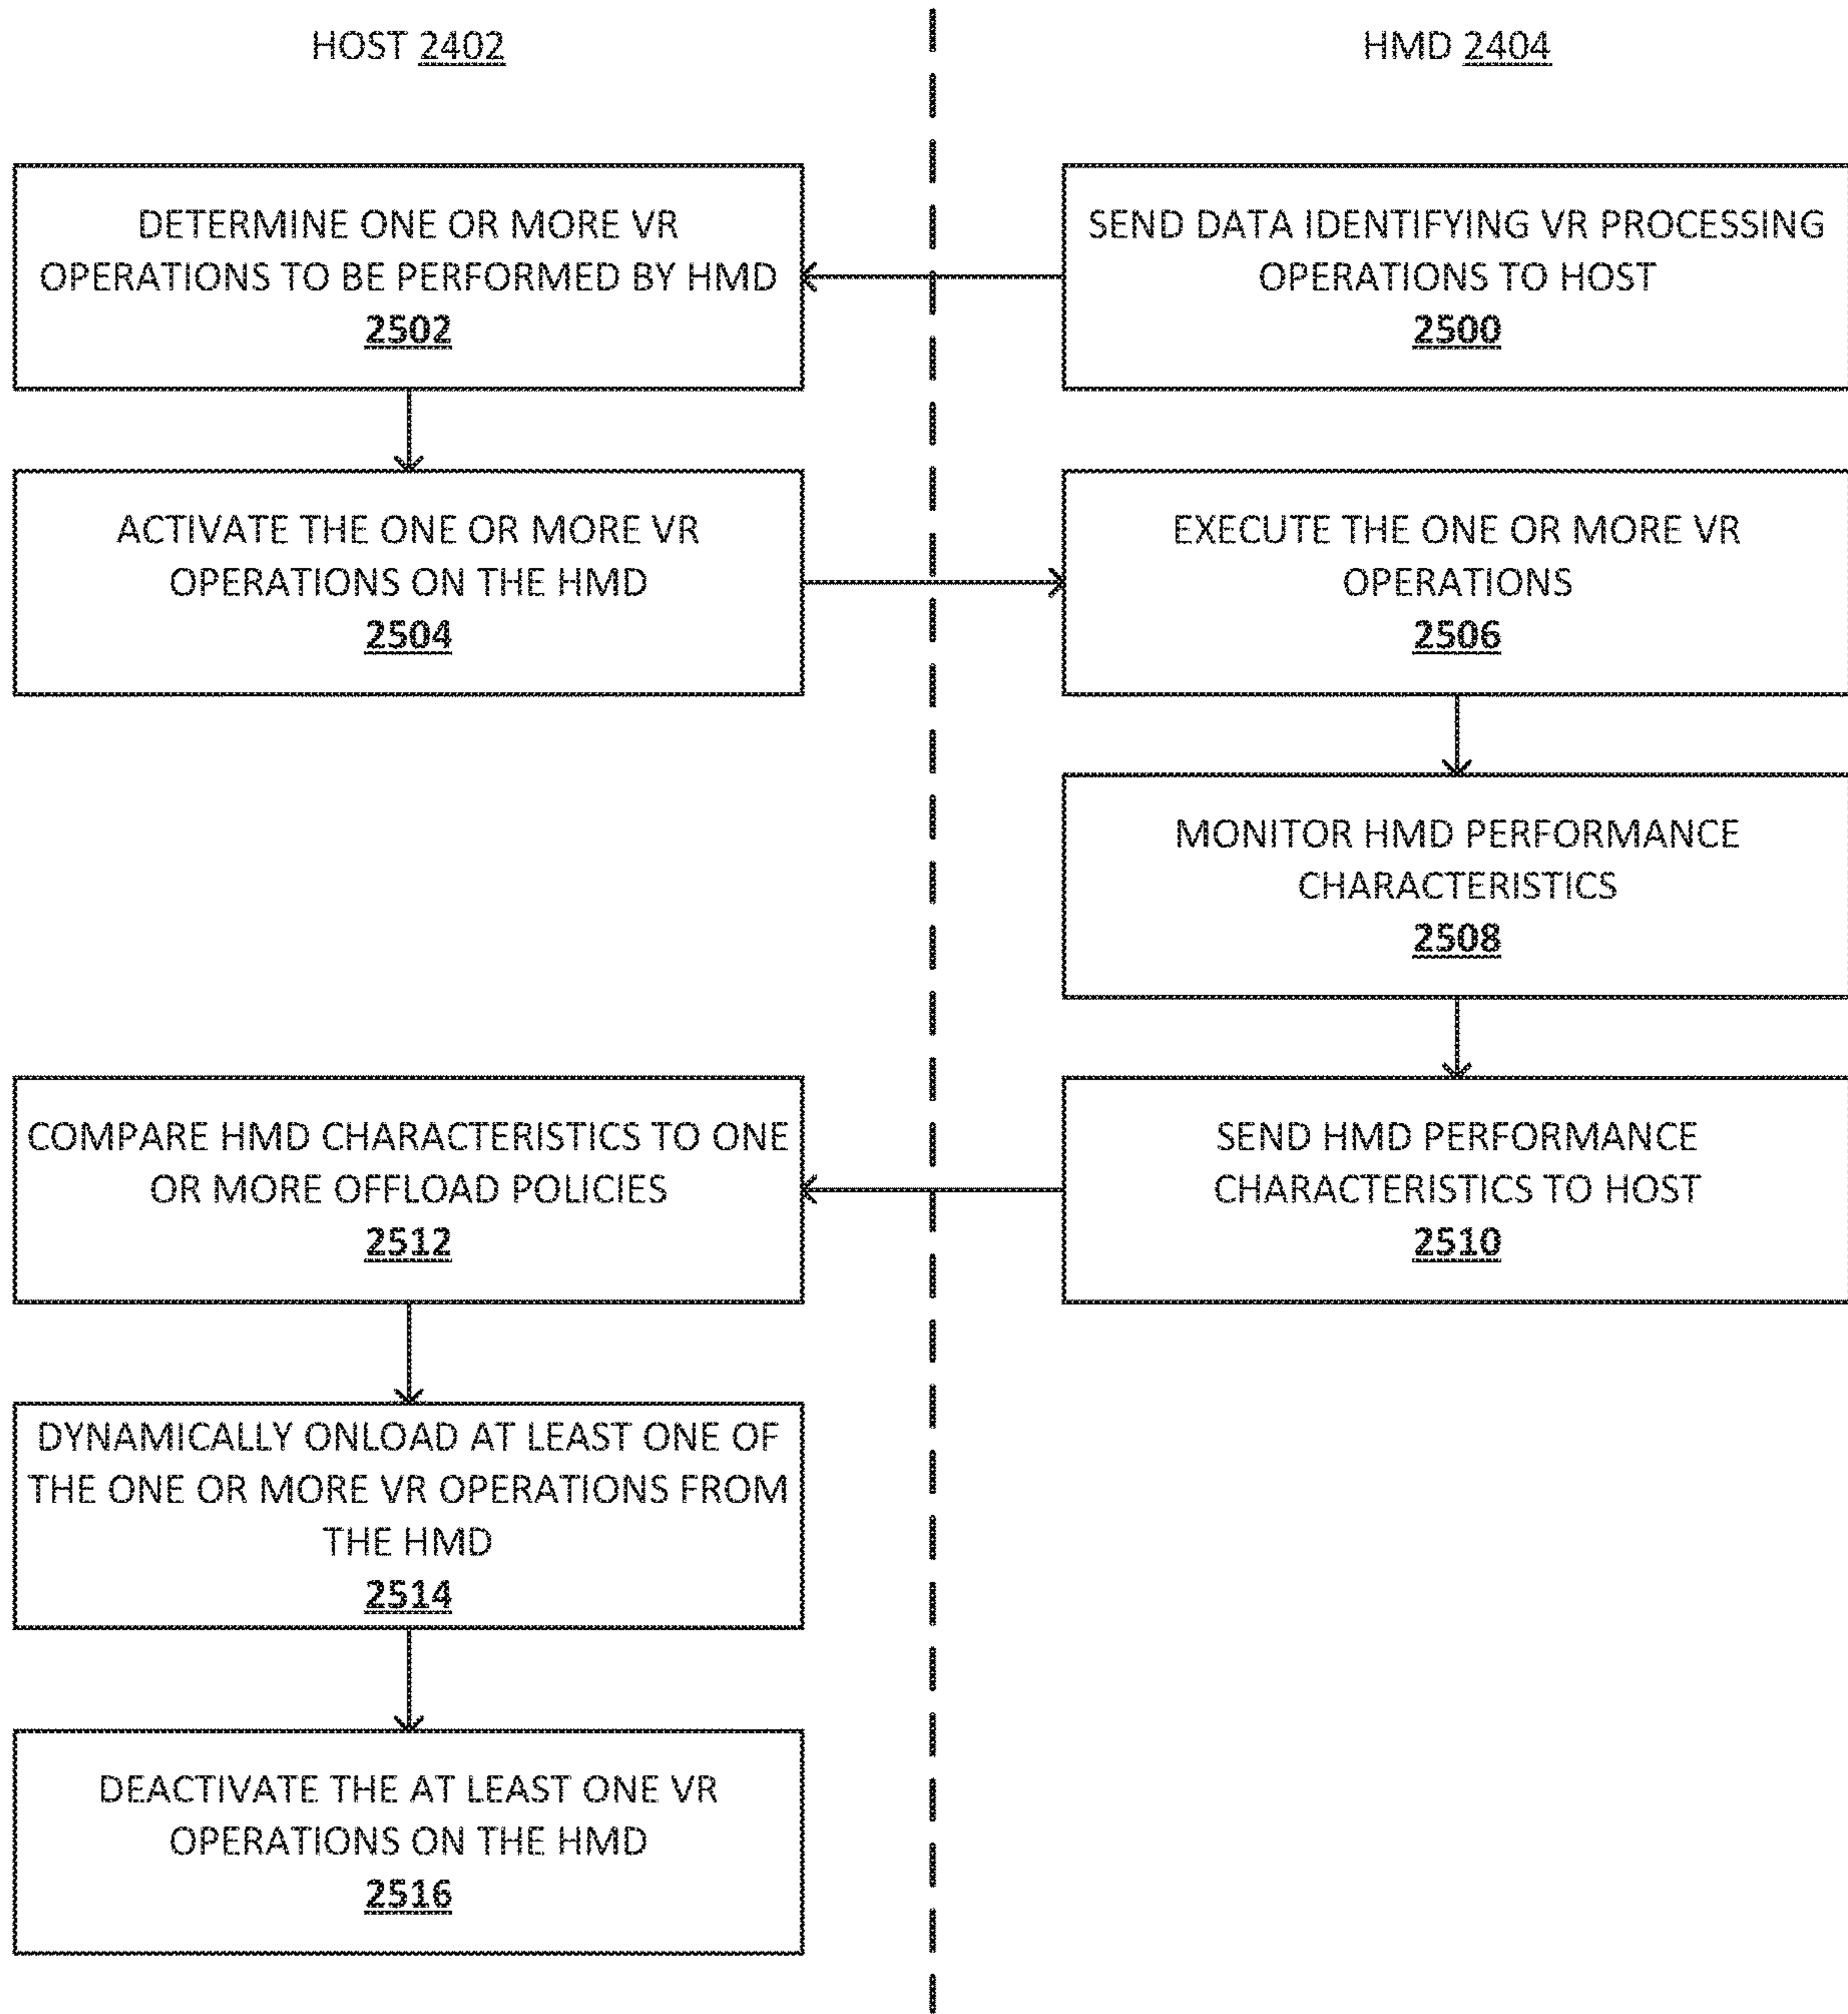 HOST 2402
HMD 2404
DETERMINE ONE OR MORE VR
OPERATIONS TO BE PERFORMED BY HMD
2502
SEND DATA IDENTIFYING VR PROCESSING
OPERATIONS TO HOST
2500
ACTIVATE THE ONE OR MORE VR
OPERATIONS ON THE HMD
2504
EXECUTE THE ONE OR MORE VR
OPERATIONS
2506
MONITOR HMD PERFORMANCE
CHARACTERISTICS
2508
COMPARE HMD CHARACTERISTICS TO ONE
OR MORE OFFLOAD POLICIES
2512
SEND HMD PERFORMANCE
CHARACTERISTICS TO HOST
2510
DYNAMICALLY ONLOAD AT LEAST ONE OF
THE ONE OR MORE VR OPERATIONS FROM
THE HMD
2514
DEACTIVATE THE AT LEAST ONE VR
OPERATIONS ON THE HMD
2516